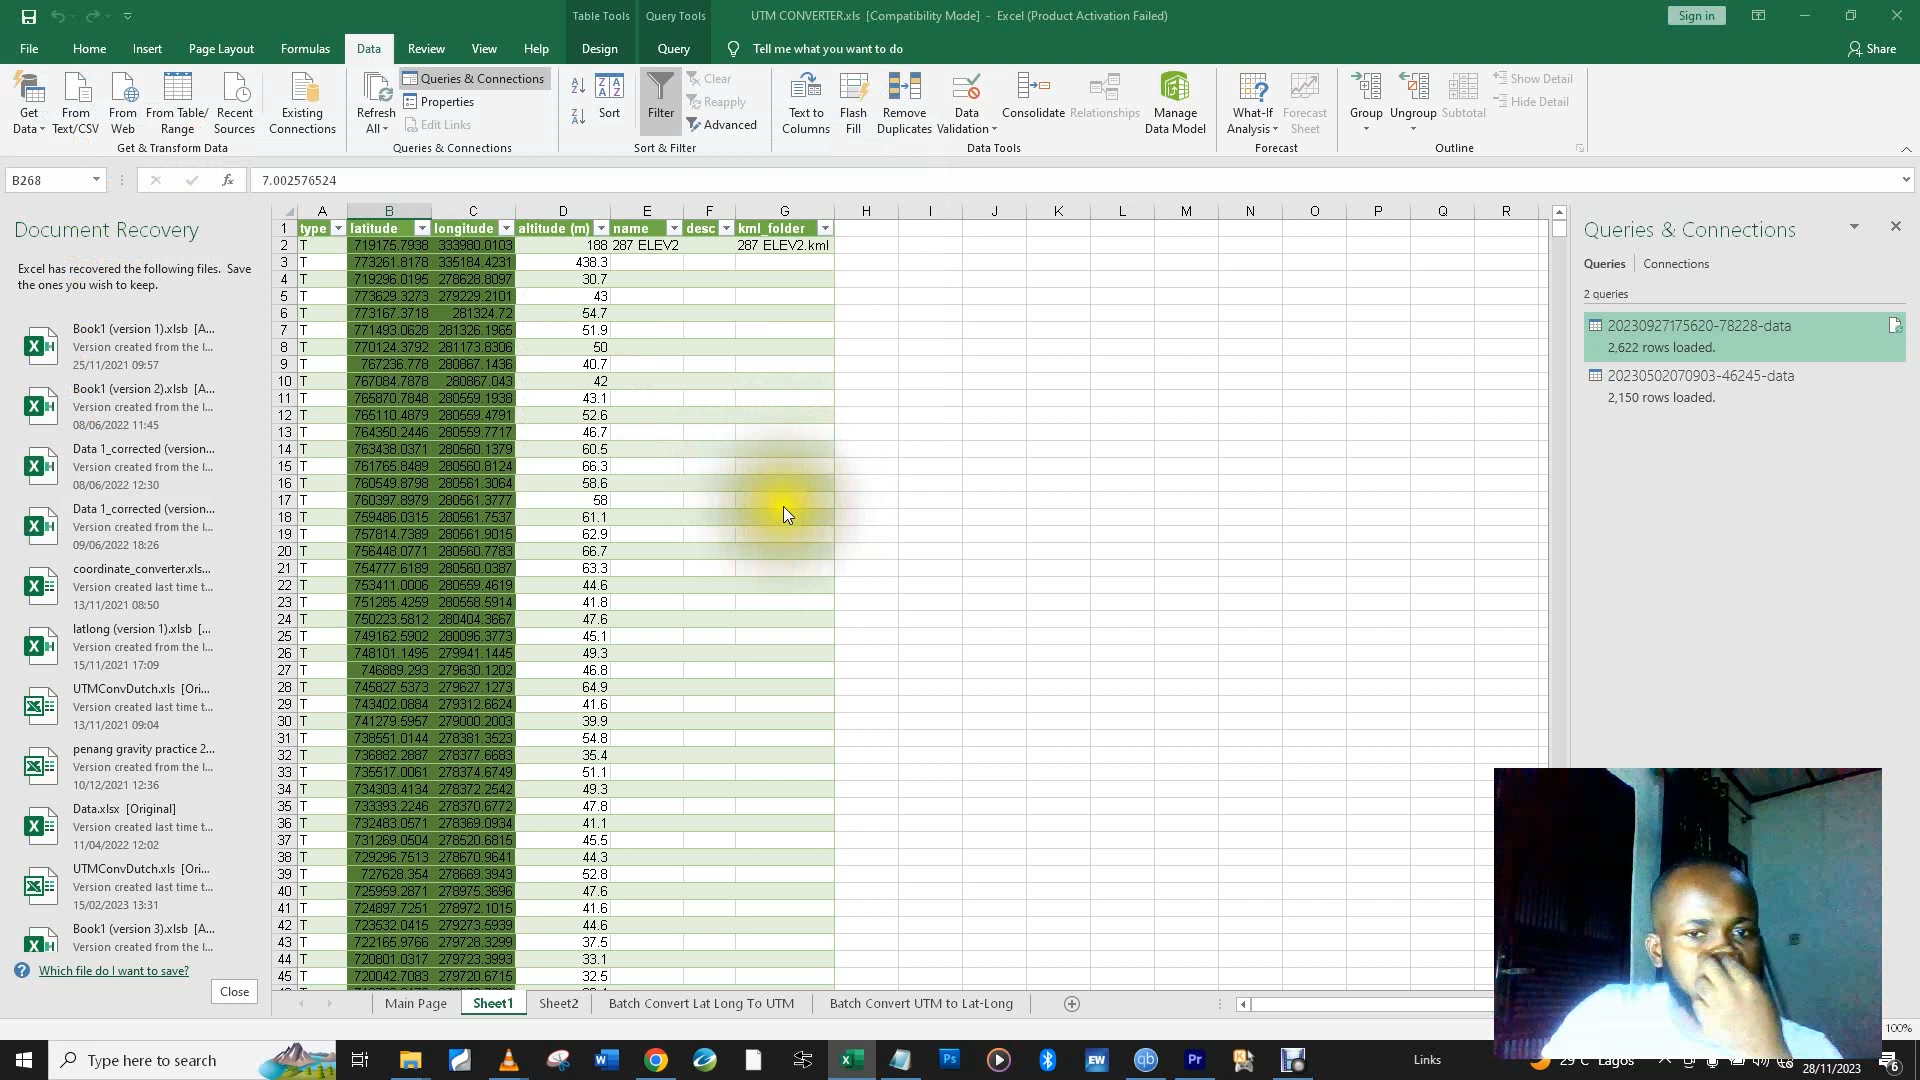 Table Tools Query Tools UTM CONVERTER.xls [Compatibility Mode] - Excel (Product Activation Failed) Sign in
File Home Insert Page Layout Formulas Data Review View Help Design Query Tell me what you want to do Share
Get Data From Text/CSV From Web From Table/ Range Recent Sources Existing Connections
Get & Transform Data
Refresh All Queries & Connections
Properties
Edit Links
Queries & Connections
Sort Filter Clear
Reapply
Advanced
Sort & Filter
Text to Columns Flash Fill Remove Duplicates Data Validation Consolidate Relationships Manage Data Model
Data Tools
What-If Analysis Forecast Sheet
Forecast
Group Ungroup Subtotal Show Detail
Hide Detail
Outline
B268 fx 7.002576524
Document Recovery
Excel has recovered the following files. Save
the ones you wish to keep.
Book1 (version 1).xlsb [A...
Version created from the l...
25/11/2021 09:57
Book1 (version 2).xlsb [A...
Version created from the l...
08/06/2022 11:45
Data 1_corrected (version...
Version created from the l...
08/06/2022 12:30
Data 1_corrected (version...
Version created from the l...
09/06/2022 18:26
coordinate_converter.xls...
Version created last time t...
13/11/2021 08:50
latlong (version 1).xlsb [...
Version created from the l...
15/11/2021 17:09
UTMConvDutch.xls [Ori...
Version created last time t...
13/11/2021 09:04
penang gravity practice 2...
Version created from the l...
10/12/2021 12:36
Data.xlsx [Original]
Version created last time t...
11/04/2022 12:02
UTMConvDutch.xls [Ori...
Version created last time t...
15/02/2023 13:31
Book1 (version 3).xlsb [A...
Version created from the l...
Which file do I want to save?
Close
A B C D E F G H I J K L M N O P Q R
1 type latitude longitude altitude (m) name desc kml_folder
2 T 719175.7938 333980.0103 188 287 ELEV2 287 ELEV2.kml
3 T 773261.8178 335184.4231 438.3
4 T 719296.0195 278628.8097 30.7
5 T 773629.3273 279229.2101 43
6 T 773167.3718 281324.72 54.7
7 T 771493.0628 281326.1965 51.9
8 T 770124.3792 281173.8306 50
9 T 767236.778 280867.1436 40.7
10 T 767084.7878 280867.043 42
11 T 765870.7848 280559.1938 43.1
12 T 765110.4879 280559.4791 52.6
13 T 764350.2446 280559.7717 46.7
14 T 763438.0371 280560.1379 60.5
15 T 761765.8489 280560.8124 66.3
16 T 760549.8798 280561.3064 58.6
17 T 760397.8979 280561.3777 58
18 T 759486.0315 280561.7537 61.1
19 T 757814.7389 280561.9015 62.9
20 T 756448.0771 280560.7783 66.7
21 T 754777.6189 280560.0387 63.3
22 T 753411.0006 280559.4619 44.6
23 T 751285.4259 280558.5914 41.8
24 T 750223.5812 280404.3667 47.6
25 T 749162.5902 280096.3773 45.1
26 T 748101.1495 279941.1445 49.3
27 T 746889.293 279630.1202 46.8
28 T 745827.5373 279627.1273 64.9
29 T 743402.0884 279312.6624 41.6
30 T 741279.5957 279000.2003 39.9
31 T 738551.0144 278381.3523 54.8
32 T 736882.2887 278377.6683 35.4
33 T 735517.0061 278374.6749 51.1
34 T 734303.4134 278372.2542 49.3
35 T 733393.2246 278370.6772 47.8
36 T 732483.0571 278369.0934 41.1
37 T 731269.0504 278520.6815 45.5
38 T 729296.7513 278670.9641 44.3
39 T 727628.354 278669.3943 52.8
40 T 725959.2871 278975.3696 47.6
41 T 724897.7251 278972.1015 41.6
42 T 723532.0415 279273.5939 44.6
43 T 722165.9766 279728.3299 37.5
44 T 720801.0317 279723.3993 33.1
45 T 720042.7083 279720.6715 32.5
Main Page Sheet1 Sheet2 Batch Convert Lat Long To UTM Batch Convert UTM to Lat-Long
Queries & Connections
Queries Connections
2 queries
20230927175620-78228-data
2,622 rows loaded.
20230502070903-46245-data
2,150 rows loaded.
100%
Type here to search
Links
29°C Lagos
28/11/2023
6